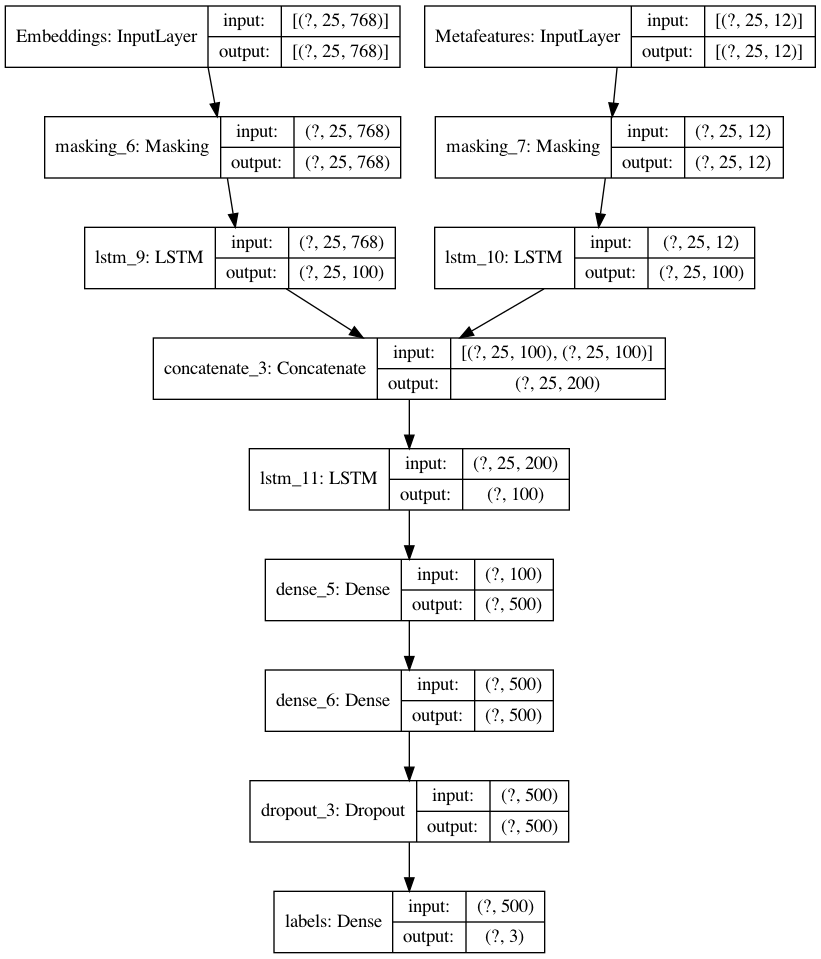 Embeddings: InputLayer
input: [(?, 25, 768)]
output: [(?, 25, 768)]
Metafeatures: InputLayer
input: [(?, 25, 12)]
output: [(?, 25, 12)]
masking_6: Masking
input: (?, 25, 768)
output: (?, 25, 768)
masking_7: Masking
input: (?, 25, 12)
output: (?, 25, 12)
lstm_9: LSTM
input: (?, 25, 768)
output: (?, 25, 100)
lstm_10: LSTM
input: (?, 25, 12)
output: (?, 25, 100)
concatenate_3: Concatenate
input: [(?, 25, 100), (?, 25, 100)]
output: (?, 25, 200)
lstm_11: LSTM
input: (?, 25, 200)
output: (?, 100)
dense_5: Dense
input: (?, 100)
output: (?, 500)
dense_6: Dense
input: (?, 500)
output: (?, 500)
dropout_3: Dropout
input: (?, 500)
output: (?, 500)
labels: Dense
input: (?, 500)
output: (?, 3)